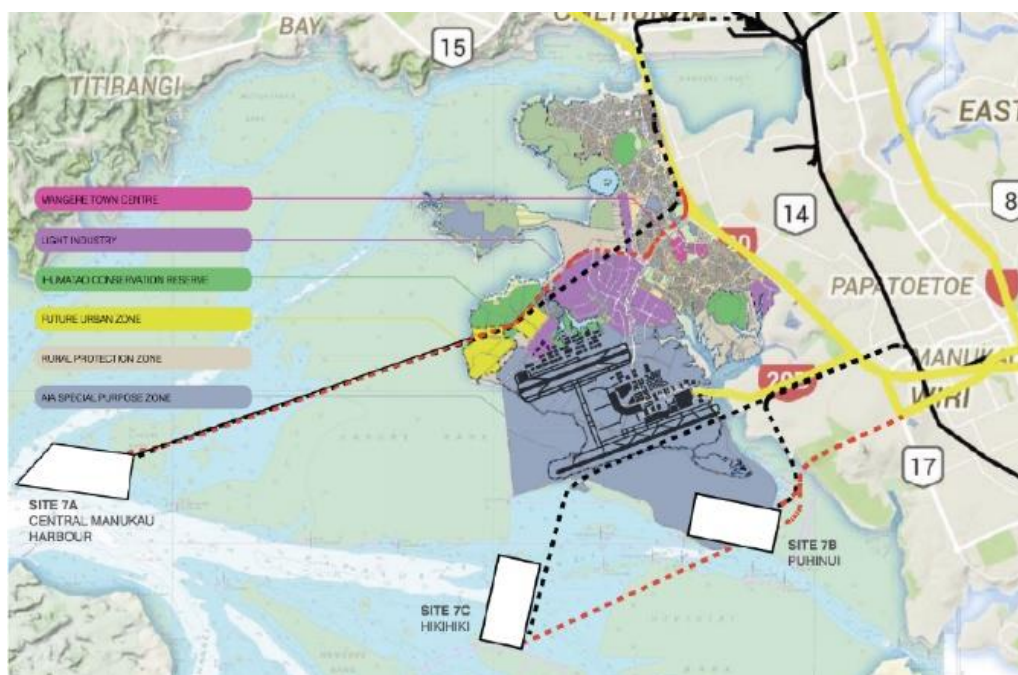 BAY
15
TITIRANGI
EAST
MANGERE TOWN CENTRE
LIGHT INDUSTRY
IHUMATAO CONSERVATION RESERVE
FUTURE URBAN ZONE
RURAL PROTECTION ZONE
AIA SPECIAL PURPOSE ZONE
14
8
PAPATOETOE
MANUKAU
WIRI
17
SITE 7A
CENTRAL MANUKAU
HARBOUR
SITE 7B
PUHINUI
SITE 7C
HIKIHIKI